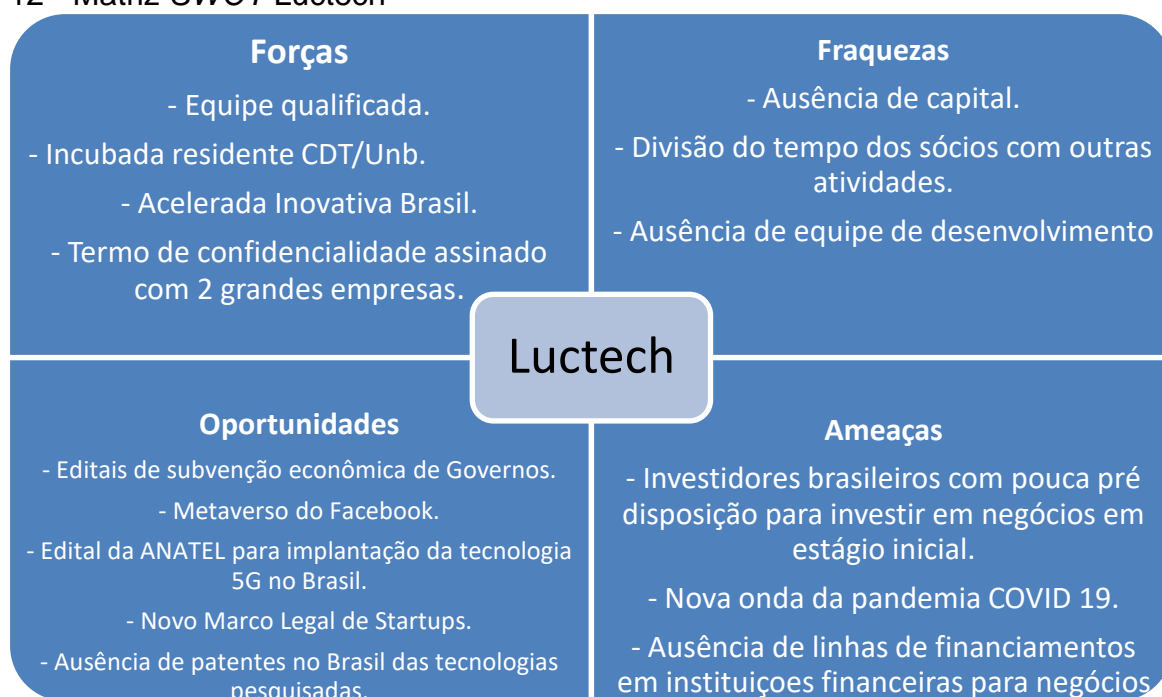 12 - Matriz SWOT Luctech
Forças
- Equipe qualificada.
- Incubada residente CDT/Unb.
- Acelerada Inovativa Brasil.
- Termo de confidencialidade assinado
com 2 grandes empresas.
Fraquezas
- Ausência de capital.
- Divisão do tempo dos sócios com outras
atividades.
- Ausência de equipe de desenvolvimento
Luctech
Oportunidades
- Editais de subvenção econômica de Governos.
- Metaverso do Facebook.
- Edital da ANATEL para implantação da tecnologia
5G no Brasil.
- Novo Marco Legal de Startups.
- Ausência de patentes no Brasil das tecnologias
pesquisadas.
Ameaças
- Investidores brasileiros com pouca pré
disposição para investir em negócios em
estágio inicial.
- Nova onda da pandemia COVID 19.
- Ausência de linhas de financiamentos
em instituiçoes financeiras para negócios